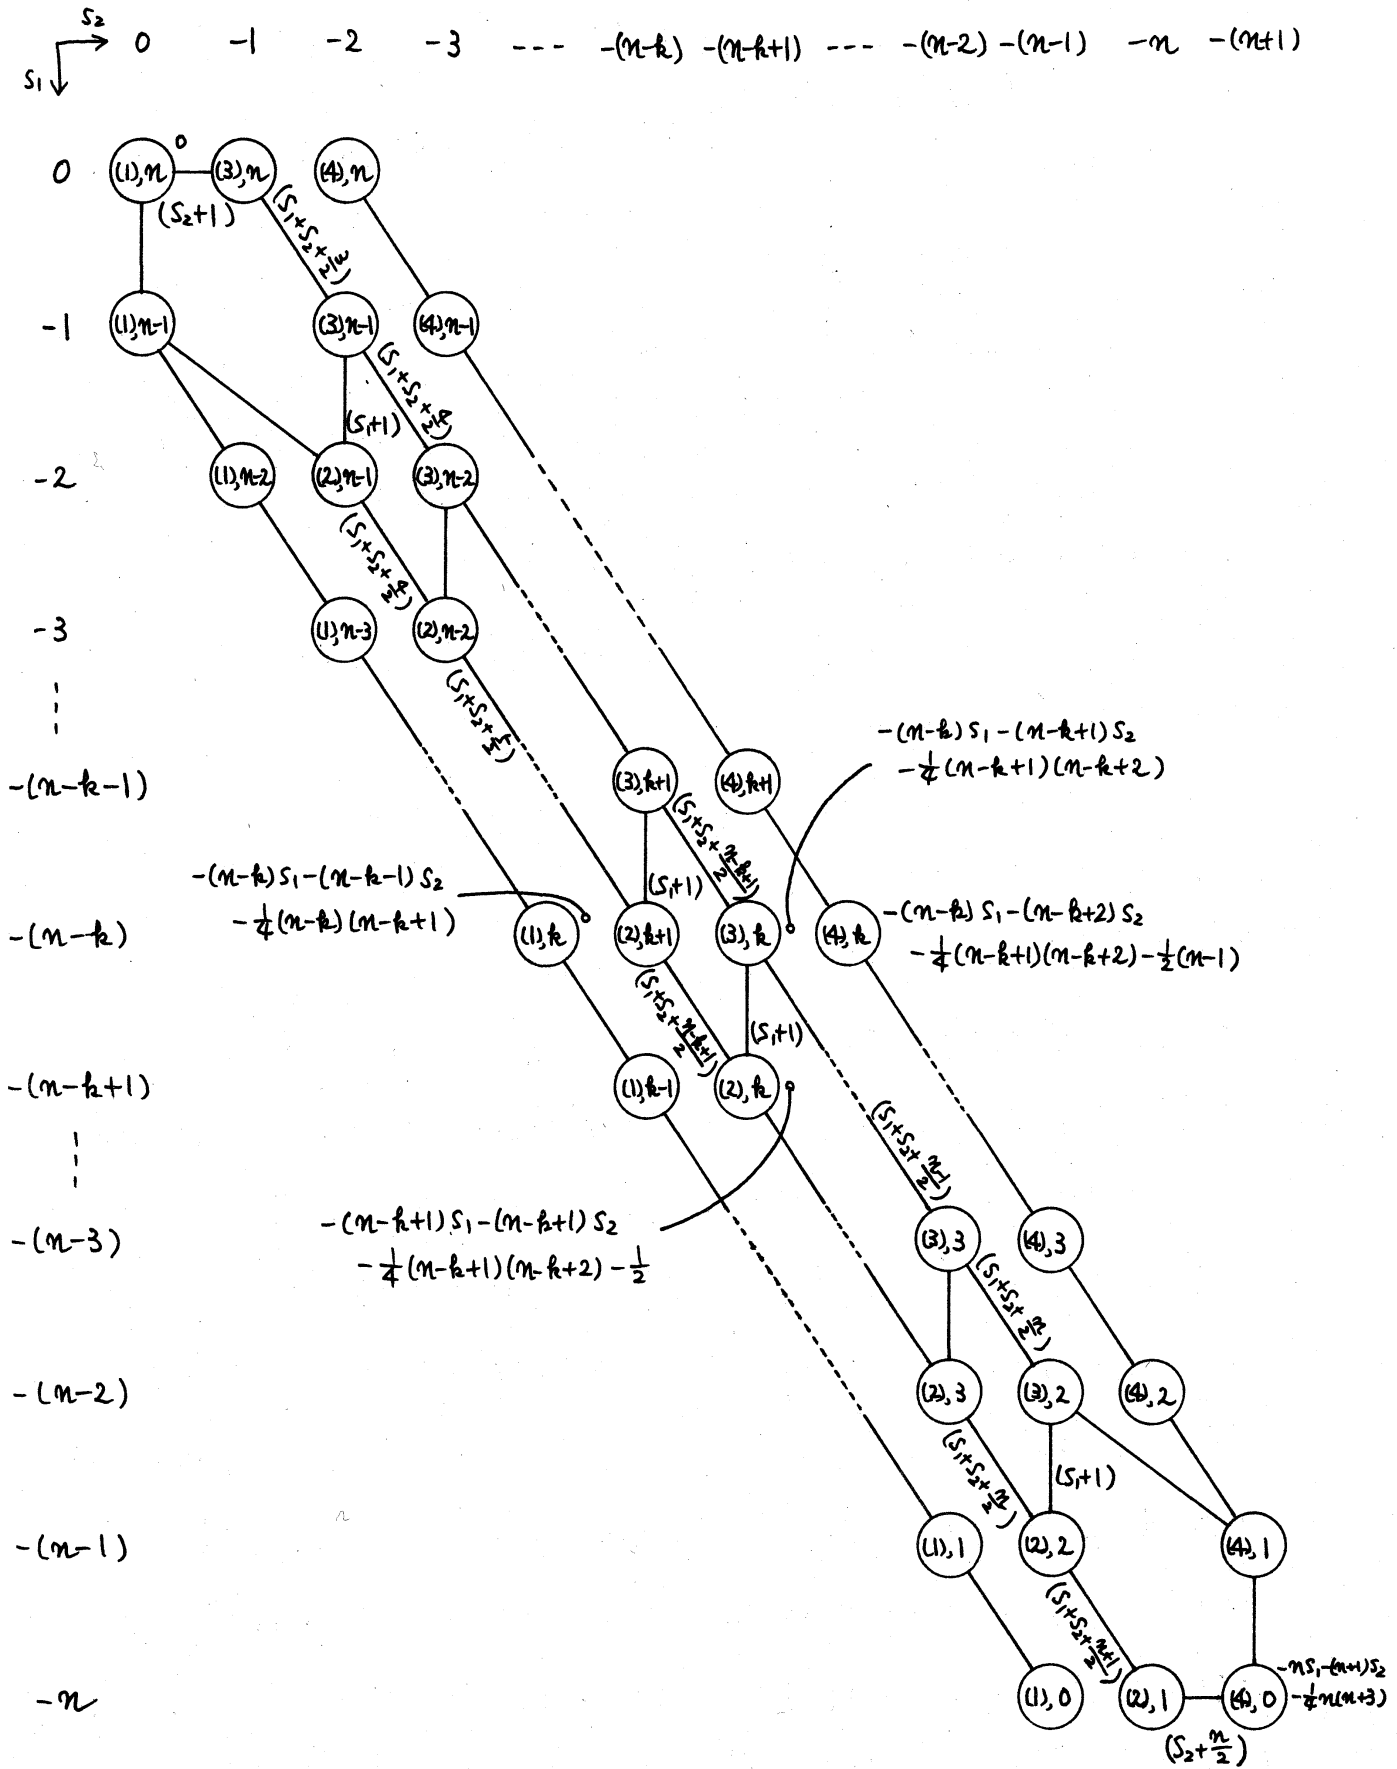 S2
0 -1 -2 -3 --- -(n-k) -(n-k+1) --- -(n-2) -(n-1) -n -(n+1)
S1
0
0 (1),n (3),n (4),n
(S2+1)
(S1+S2+3/2)
-1 (1),n-1 (3),n-1 (4),n-1
(S1+S2+4/2)
(S1+1)
-2 (1),n-2 (2),n-1 (3),n-2
(S1+S2+4/2)
-3 (1),n-3 (2),n-2
(S1+S2+5/2)
-(n-k)S1-(n-k+1)S2
-1/4(n-k+1)(n-k+2)
-(n-k-1) (3),k+1 (4),k+1
(S1+S2+(n-k+1)/2)
-(n-k)S1-(n-k-1)S2
-1/4(n-k)(n-k+1)
(S1+1)
-(n-k) (1),k (2),k+1 (3),k (4),k
-(n-k)S1-(n-k+2)S2
-1/4(n-k+1)(n-k+2)-1/2(n-1)
(S1+S2+(n-k+1)/2)
(S1+1)
-(n-k+1) (1),k-1 (2),k
(S1+S2+(n-1)/2)
-(n-k+1)S1-(n-k+1)S2
-1/4(n-k+1)(n-k+2)-1/2
-(n-3) (3),3 (4),3
(S1+S2+n/2)
-(n-2) (2),3 (3),2 (4),2
(S1+S2+n/2)
(S1+1)
-(n-1) (1),1 (2),2 (4),1
(S1+S2+(n+1)/2)
-n (1),0 (2),1 (4),0
-nS1-(n+1)S2
-1/4n(n+3)
(S2+n/2)